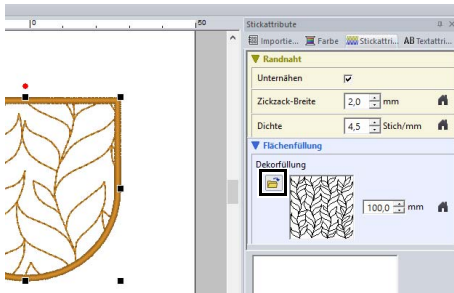 0
50
Stickattribute
Importie... Farbe Stickattri... AB Textattri...
Randnaht
Unternähen
Zickzack-Breite 2,0 mm
Dichte 4,5 Stich/mm
Flächenfüllung
Dekorfüllung
100,0 mm